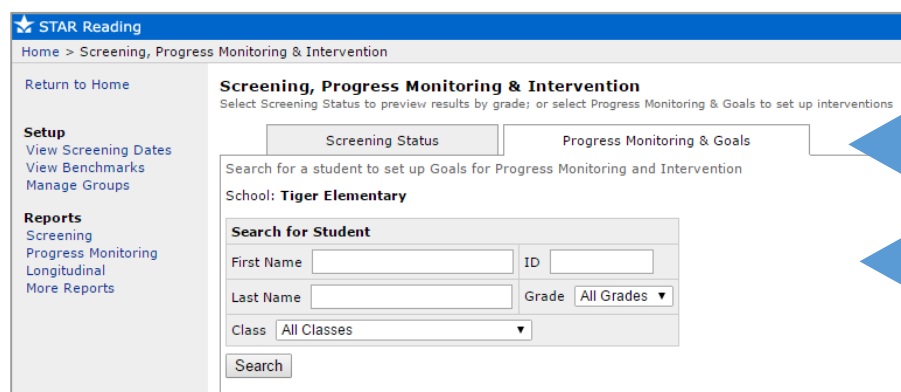 STAR Reading
Home > Screening, Progress Monitoring & Intervention
Return to Home
Setup
View Screening Dates
View Benchmarks
Manage Groups
Reports
Screening
Progress Monitoring
Longitudinal
More Reports
Screening, Progress Monitoring & Intervention
Select Screening Status to preview results by grade; or select Progress Monitoring & Goals to set up interventions
Screening Status
Progress Monitoring & Goals
Search for a student to set up Goals for Progress Monitoring and Intervention
School: Tiger Elementary
Search for Student
First Name ID
Last Name Grade All Grades
Class All Classes
Search